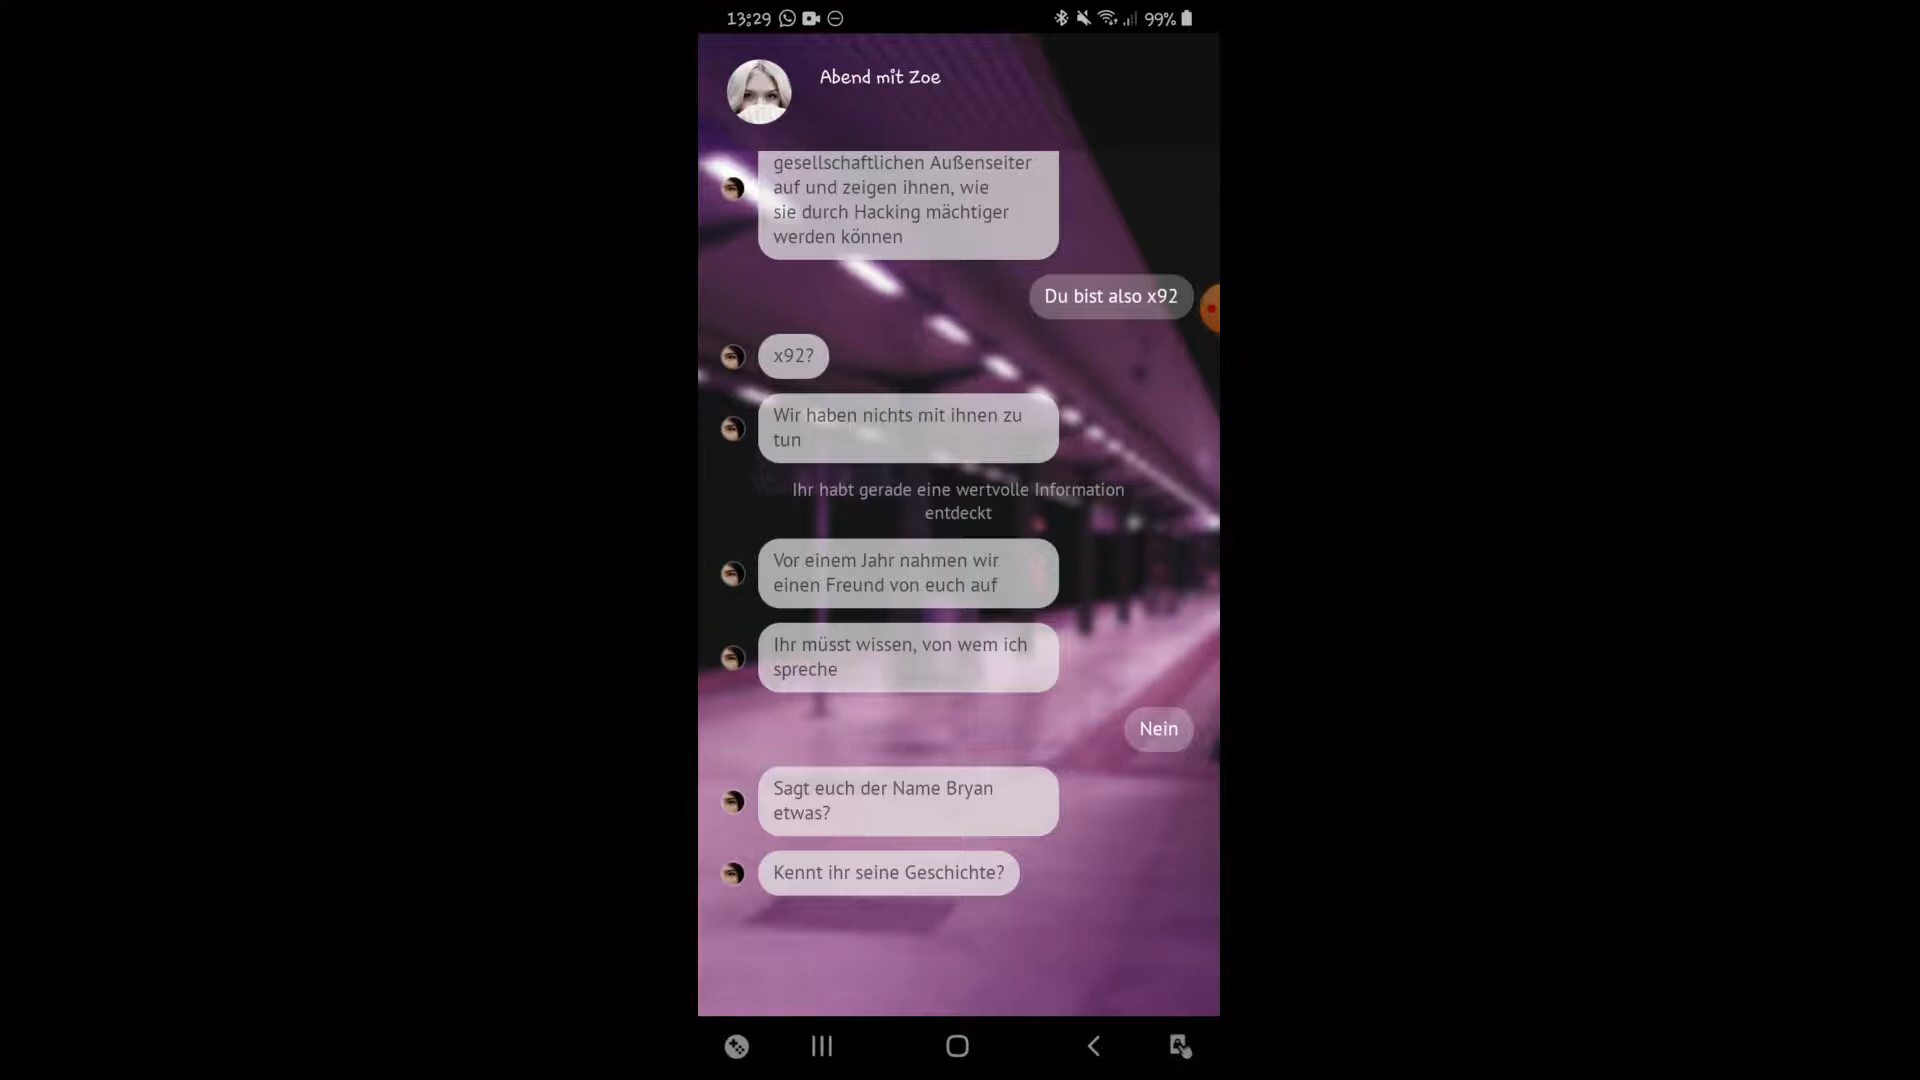 13:29
99%
Abend mit Zoe
gesellschaftlichen Außenseiter
auf und zeigen ihnen, wie
sie durch Hacking mächtiger
werden können
Du bist also x92
x92?
Wir haben nichts mit ihnen zu
tun
Ihr habt gerade eine wertvolle Information
entdeckt
Vor einem Jahr nahmen wir
einen Freund von euch auf
Ihr müsst wissen, von wem ich
spreche
Nein
Sagt euch der Name Bryan
etwas?
Kennt ihr seine Geschichte?